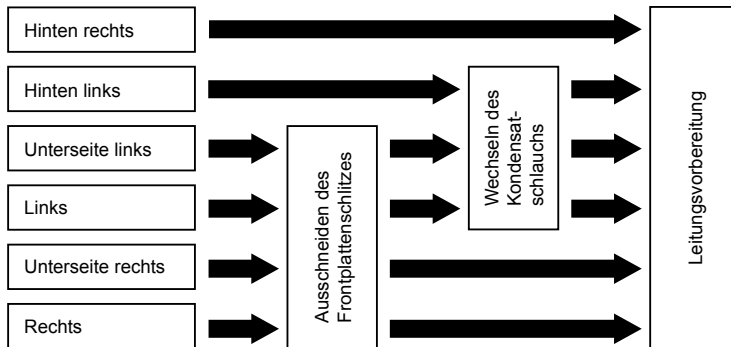 Hinten rechts
Hinten links
Unterseite links
Links
Unterseite rechts
Rechts
Ausschneiden des
Frontplattenschlitzes
Wechseln des
Kondensat-
schlauchs
Leitungsvorbereitung